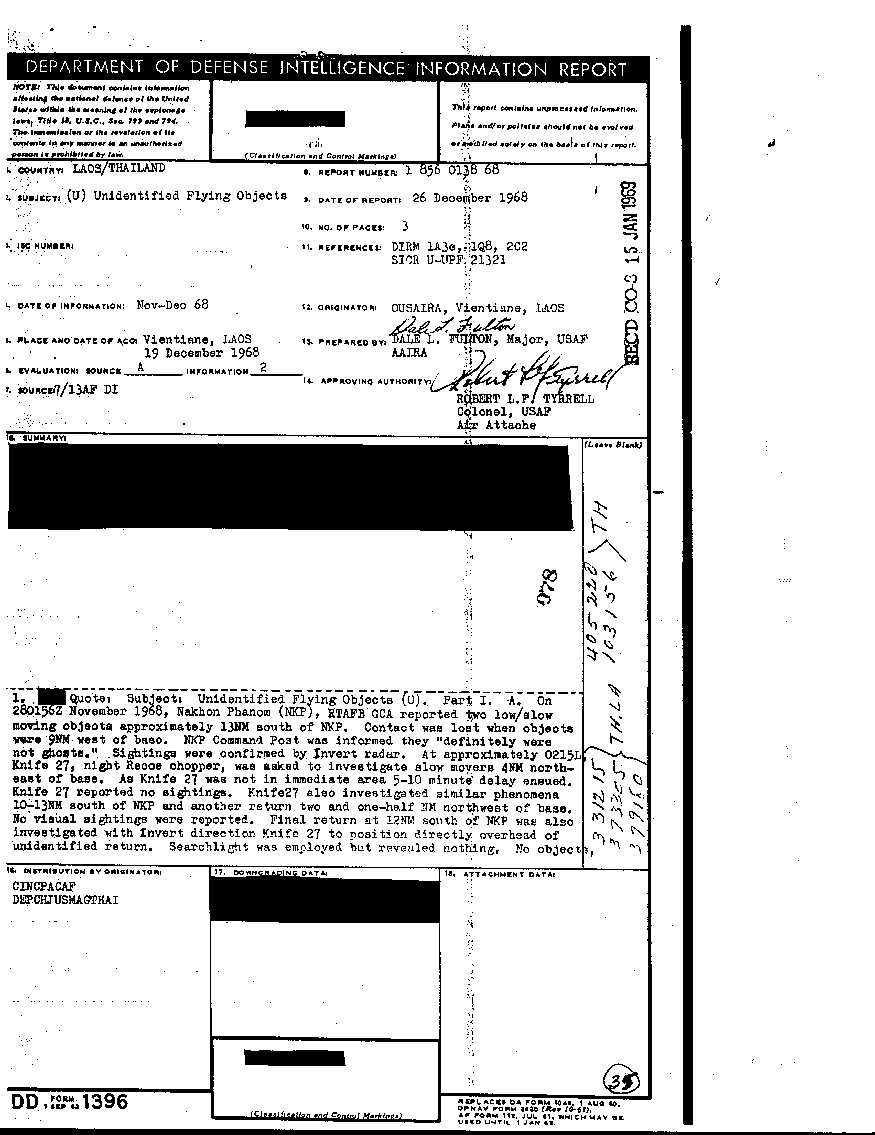 DEPARTMENT OF DEFENSE INTELLIGENCE INFORMATION REPORT
NOTE: This document contains information
affecting the national defense of the United
States within the meaning of the espionage
laws, Title 18, U.S.C., Sec. 793 and 794.
The transmission or the revelation of its
contents in any manner to an unauthorized
person is prohibited by law.
(Classification and Control Markings)
This report contains unprocessed information.
Plans and/or policies should not be evolved
or modified solely on the basis of this report.
1. COUNTRY: LAOS/THAILAND
2. SUBJECT: (U) Unidentified Flying Objects
3. ISC NUMBER:
4. DATE OF INFORMATION: Nov-Dec 68
5. PLACE AND DATE OF ACQ: Vientiane, LAOS
19 December 1968
6. EVALUATION: SOURCE A INFORMATION 2
7. SOURCE: 7/13AF DI
8. REPORT NUMBER: 1 856 0138 68
9. DATE OF REPORT: 26 December 1968
10. NO. OF PAGES: 3
11. REFERENCES: DIRM 1A3e, 1Q8, 2C2
SICR U-UPF 21321
12. ORIGINATOR: OUSAIRA, Vientiane, LAOS
Dale L. Fulton
13. PREPARED BY: DALE L. FULTON, Major, USAF
AAIRA
14. APPROVING AUTHORITY: Robert L F Tyrrell
ROBERT L.F. TYRRELL
Colonel, USAF
Air Attache
RECD CO-3 15 JAN 1969
15. SUMMARY:
(Leave Blank)
978
405220 > TH
103156
331215
373305 } TH, LA
379160
1. Quote: Subject: Unidentified Flying Objects (U). Part I. A. On
280156Z November 1968, Nakhon Phanom (NKP), RTAFB GCA reported two low/slow
moving objects approximately 13NM south of NKP. Contact was lost when objects
were 9NM west of base. NKP Command Post was informed they "definitely were
not ghosts." Sightings were confirmed by Invert radar. At approximately 0215L
Knife 27, night Recce chopper, was asked to investigate slow movers 4NM north-
east of base. As Knife 27 was not in immediate area 5-10 minute delay ensued.
Knife 27 reported no sightings. Knife27 also investigated similar phenomena
10-13NM south of NKP and another return two and one-half NM northwest of base.
No visual sightings were reported. Final return at 12NM south of NKP was also
investigated with Invert direction Knife 27 to position directly overhead of
unidentified return. Searchlight was employed but revealed nothing. No objects,
16. DISTRIBUTION BY ORIGINATOR:
CINCPACAF
DEPCHJUSMAGTHAI
17. DOWNGRADING DATA:
18. ATTACHMENT DATA:
35
DD FORM 1 SEP 62 1396
(Classification and Control Markings)
REPLACES DA FORM 1048, 1 AUG 60,
OPNAV FORM 3820 (Rev 10-61),
AF FORM 112, JUL 61, WHICH MAY BE
USED UNTIL 1 JAN 63.